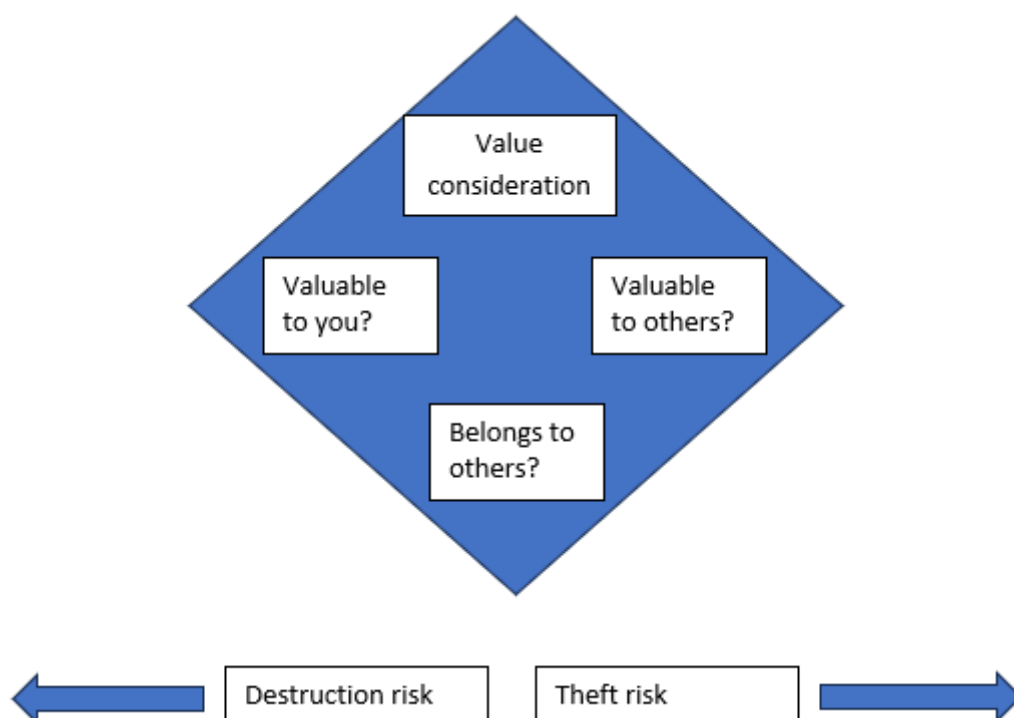 Value
consideration
Valuable
to you?
Valuable
to others?
Belongs to
others?
Destruction risk
Theft risk